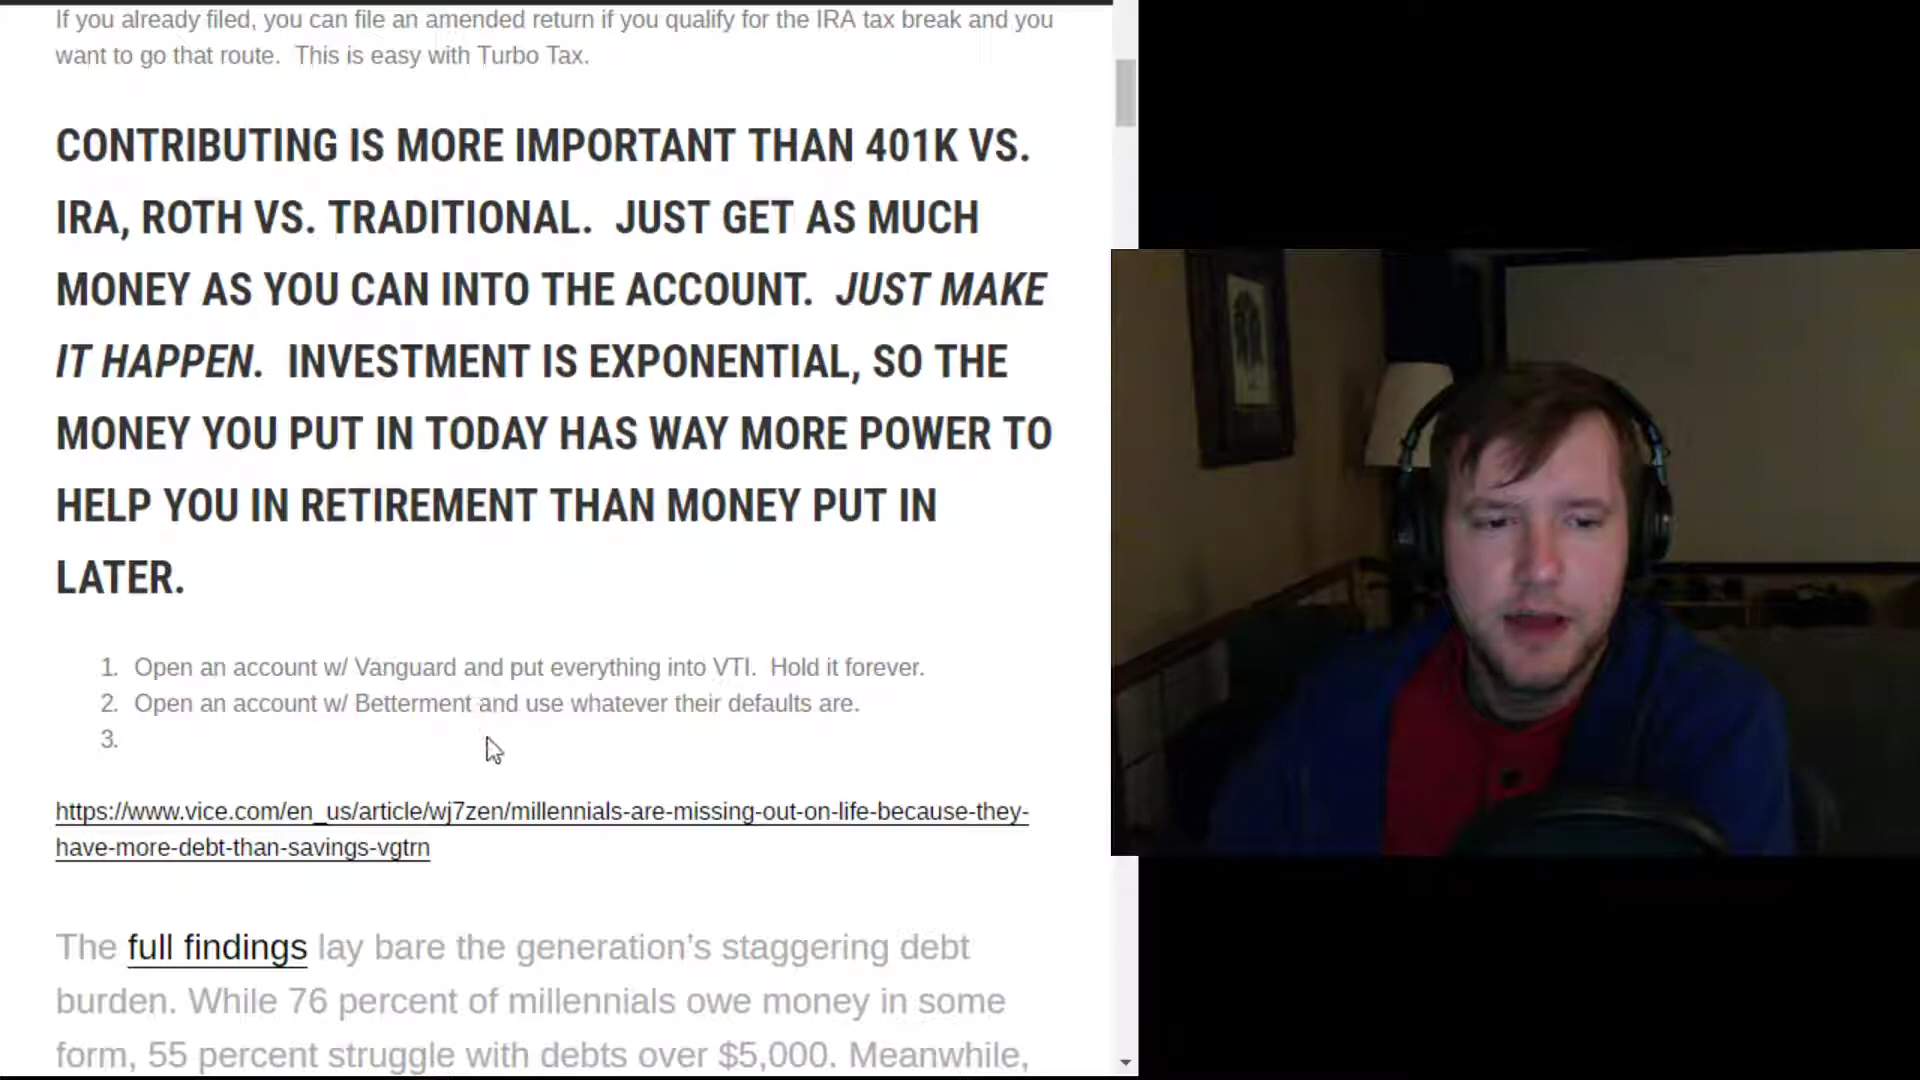 If you already filed, you can file an amended return if you qualify for the IRA tax break and you
want to go that route.  This is easy with Turbo Tax.
CONTRIBUTING IS MORE IMPORTANT THAN 401K VS.
IRA, ROTH VS. TRADITIONAL.  JUST GET AS MUCH
MONEY AS YOU CAN INTO THE ACCOUNT.  JUST MAKE
IT HAPPEN.  INVESTMENT IS EXPONENTIAL, SO THE
MONEY YOU PUT IN TODAY HAS WAY MORE POWER TO
HELP YOU IN RETIREMENT THAN MONEY PUT IN
LATER.
1. Open an account w/ Vanguard and put everything into VTI.  Hold it forever.
2. Open an account w/ Betterment and use whatever their defaults are.
3.
https://www.vice.com/en_us/article/wj7zen/millennials-are-missing-out-on-life-because-they-
have-more-debt-than-savings-vgtrn
The full findings lay bare the generation’s staggering debt
burden. While 76 percent of millennials owe money in some
form, 55 percent struggle with debts over $5,000. Meanwhile,